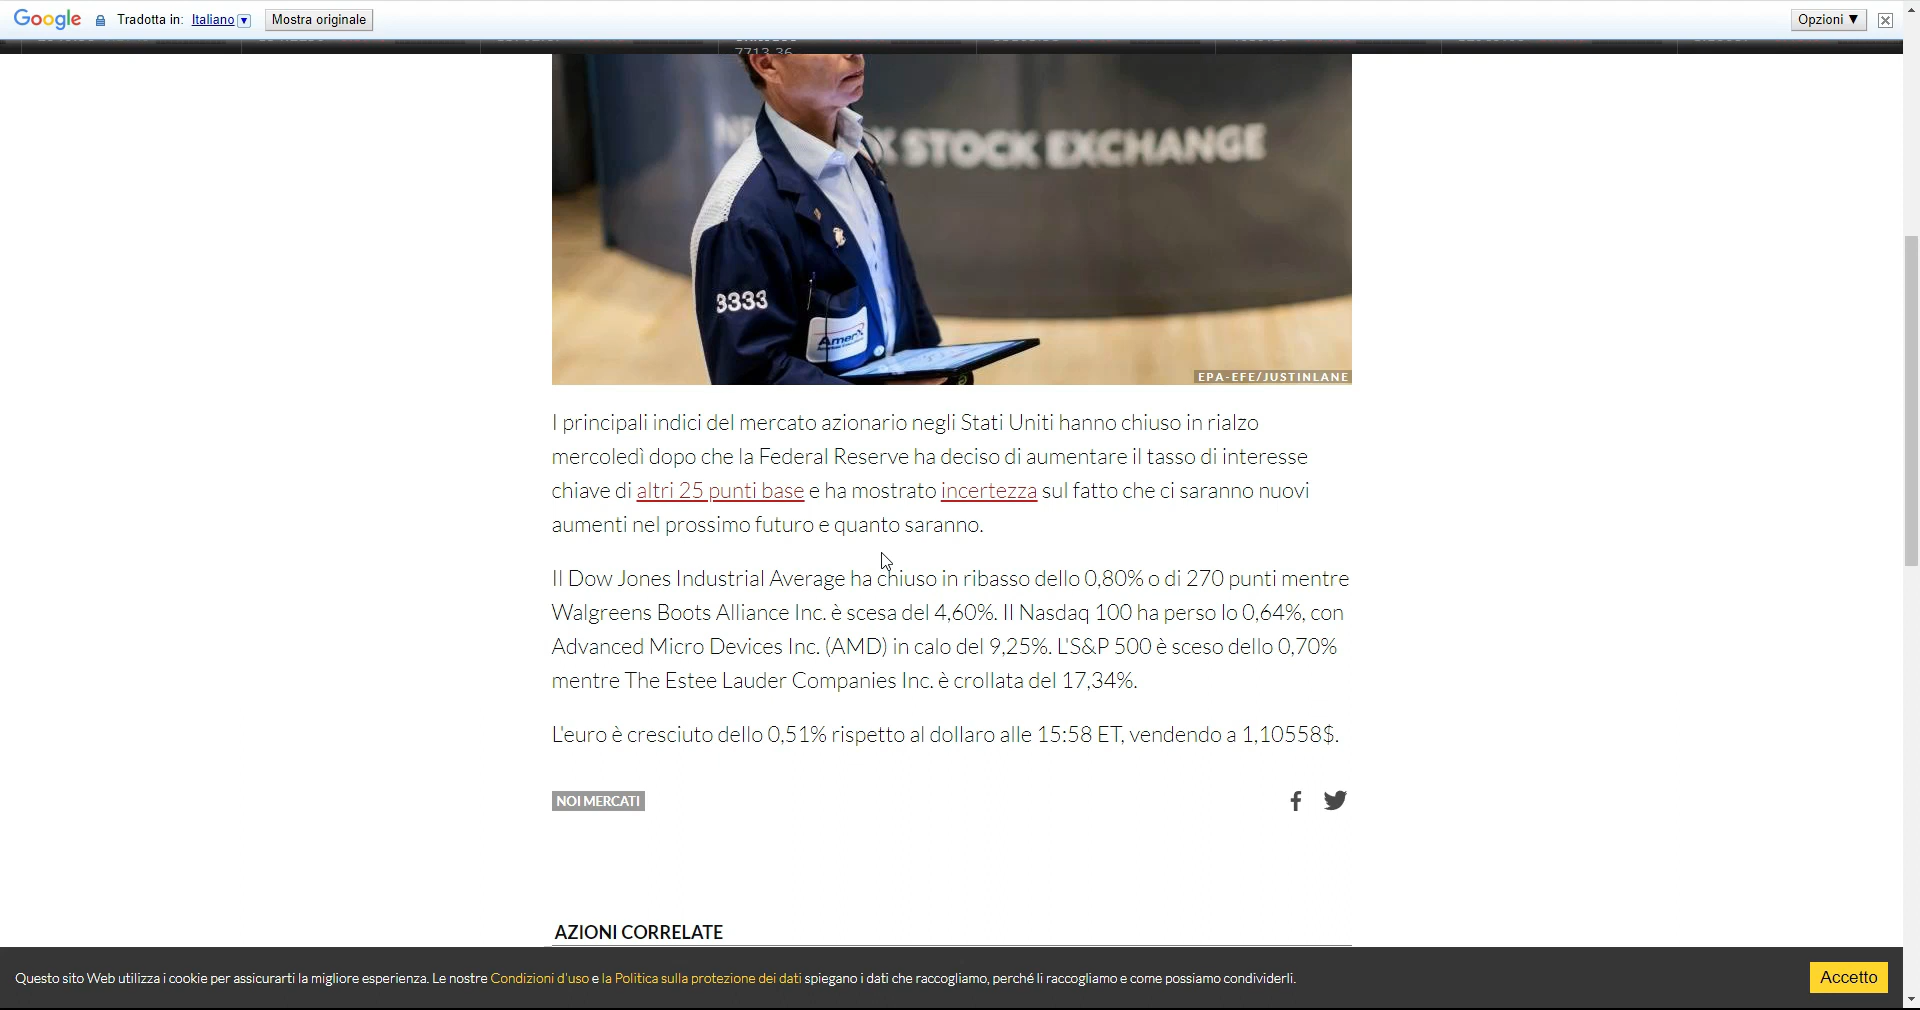 Google Tradotta in: Italiano Mostra originale Opzioni ▼
7713.36
STOCK EXCHANGE
3333
EPA-EFE/JUSTINLANE
I principali indici del mercato azionario negli Stati Uniti hanno chiuso in rialzo
mercoledì dopo che la Federal Reserve ha deciso di aumentare il tasso di interesse
chiave di altri 25 punti base e ha mostrato incertezza sul fatto che ci saranno nuovi
aumenti nel prossimo futuro e quanto saranno.
Il Dow Jones Industrial Average ha chiuso in ribasso dello 0,80% o di 270 punti mentre
Walgreens Boots Alliance Inc. è scesa del 4,60%. Il Nasdaq 100 ha perso lo 0,64%, con
Advanced Micro Devices Inc. (AMD) in calo del 9,25%. L'S&P 500 è sceso dello 0,70%
mentre The Estee Lauder Companies Inc. è crollata del 17,34%.
L'euro è cresciuto dello 0,51% rispetto al dollaro alle 15:58 ET, vendendo a 1,10558$.
NOI MERCATI
AZIONI CORRELATE
Questo sito Web utilizza i cookie per assicurarti la migliore esperienza. Le nostre Condizioni d'uso e la Politica sulla protezione dei dati spiegano i dati che raccogliamo, perché li raccogliamo e come possiamo condividerli.
Accetto